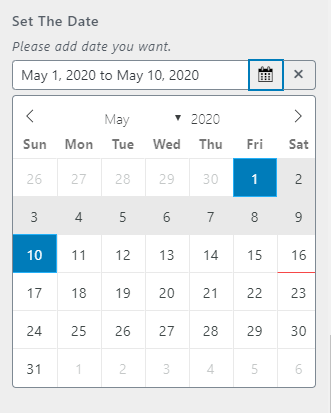 Set The Date
Please add date you want.
May 1, 2020 to May 10, 2020
May 2020
Sun Mon Tue Wed Thu Fri Sat
26 27 28 29 30 1 2
3 4 5 6 7 8 9
10 11 12 13 14 15 16
17 18 19 20 21 22 23
24 25 26 27 28 29 30
31 1 2 3 4 5 6